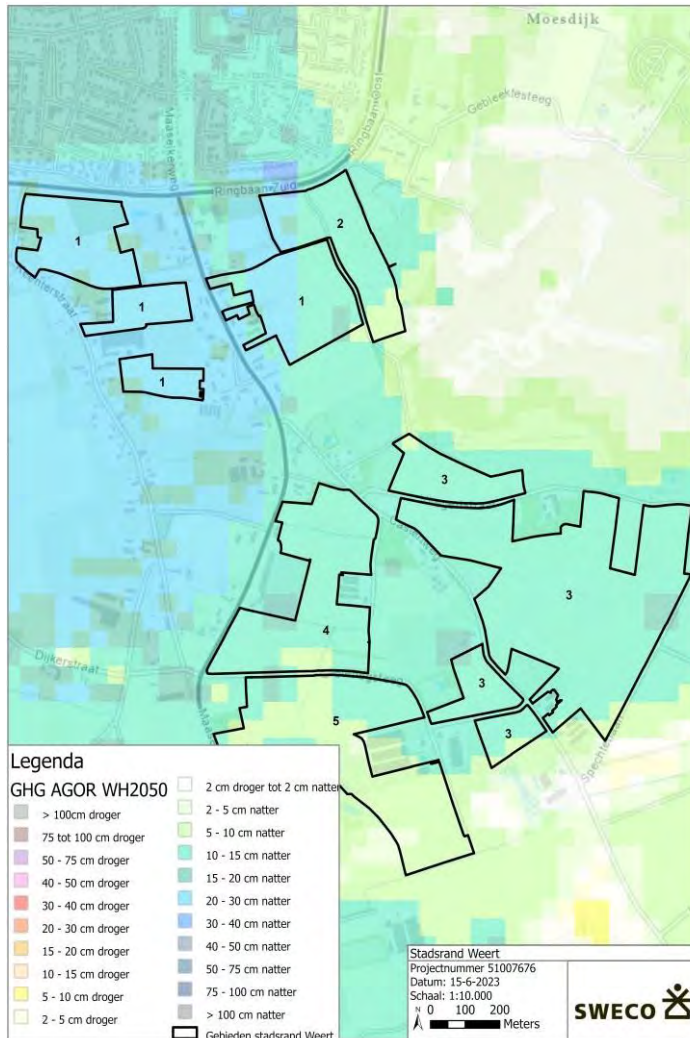 Moesdijk
Gebleektesteeg
Ringbaan-Oost
Maaseikerweg
Ringbaan-Zuid
2
1
1
1
1
3
3
4
3
Dijkerstraat
5
3
Legenda
GHG AGOR WH2050
> 100cm droger
75 tot 100 cm droger
50 - 75 cm droger
40 - 50 cm droger
30 - 40 cm droger
20 - 30 cm droger
15 - 20 cm droger
10 - 15 cm droger
5 - 10 cm droger
2 - 5 cm droger
2 cm droger tot 2 cm natter
2 - 5 cm natter
5 - 10 cm natter
10 - 15 cm natter
15 - 20 cm natter
20 - 30 cm natter
30 - 40 cm natter
40 - 50 cm natter
50 - 75 cm natter
75 - 100 cm natter
> 100 cm natter
Gebieden stadsrand Weert
Stadsrand Weert
Projectnummer 51007676
Datum: 15-6-2023
Schaal: 1:10.000
N 0 100 200
Meters
SWECO